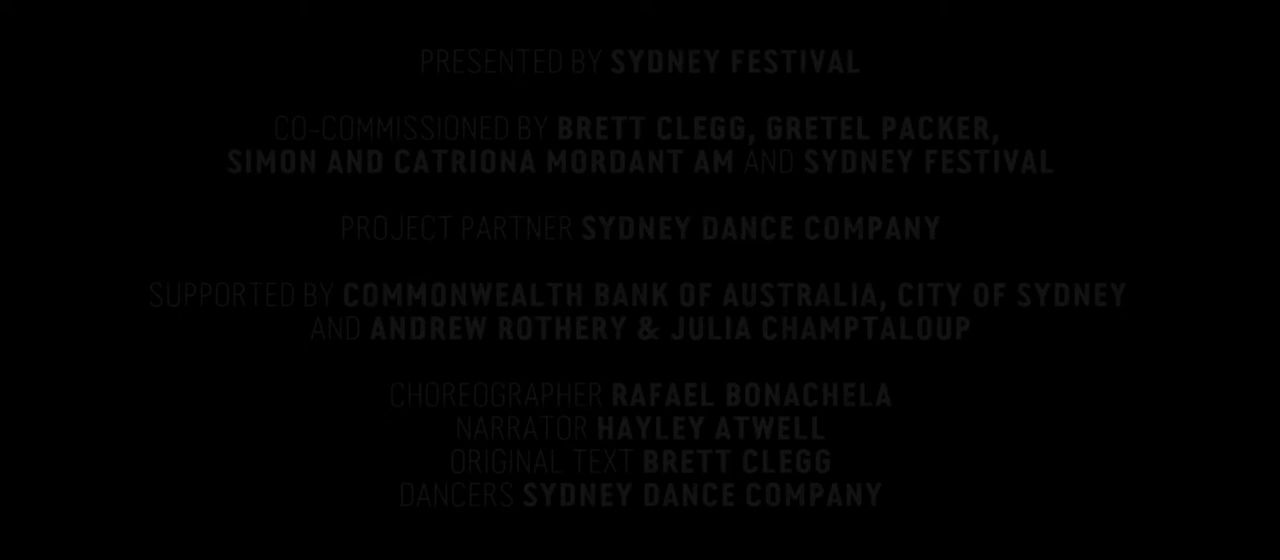 PRESENTED BY SYDNEY FESTIVAL
CO-COMMISSIONED BY BRETT CLEGG, GRETEL PACKER,
SIMON AND CATRIONA MORDANT AM AND SYDNEY FESTIVAL
PROJECT PARTNER SYDNEY DANCE COMPANY
SUPPORTED BY COMMONWEALTH BANK OF AUSTRALIA, CITY OF SYDNEY
AND ANDREW ROTHERY & JULIA CHAMPTALOUP
CHOREOGRAPHER RAFAEL BONACHELA
NARRATOR HAYLEY ATWELL
ORIGINAL TEXT BRETT CLEGG
DANCERS SYDNEY DANCE COMPANY